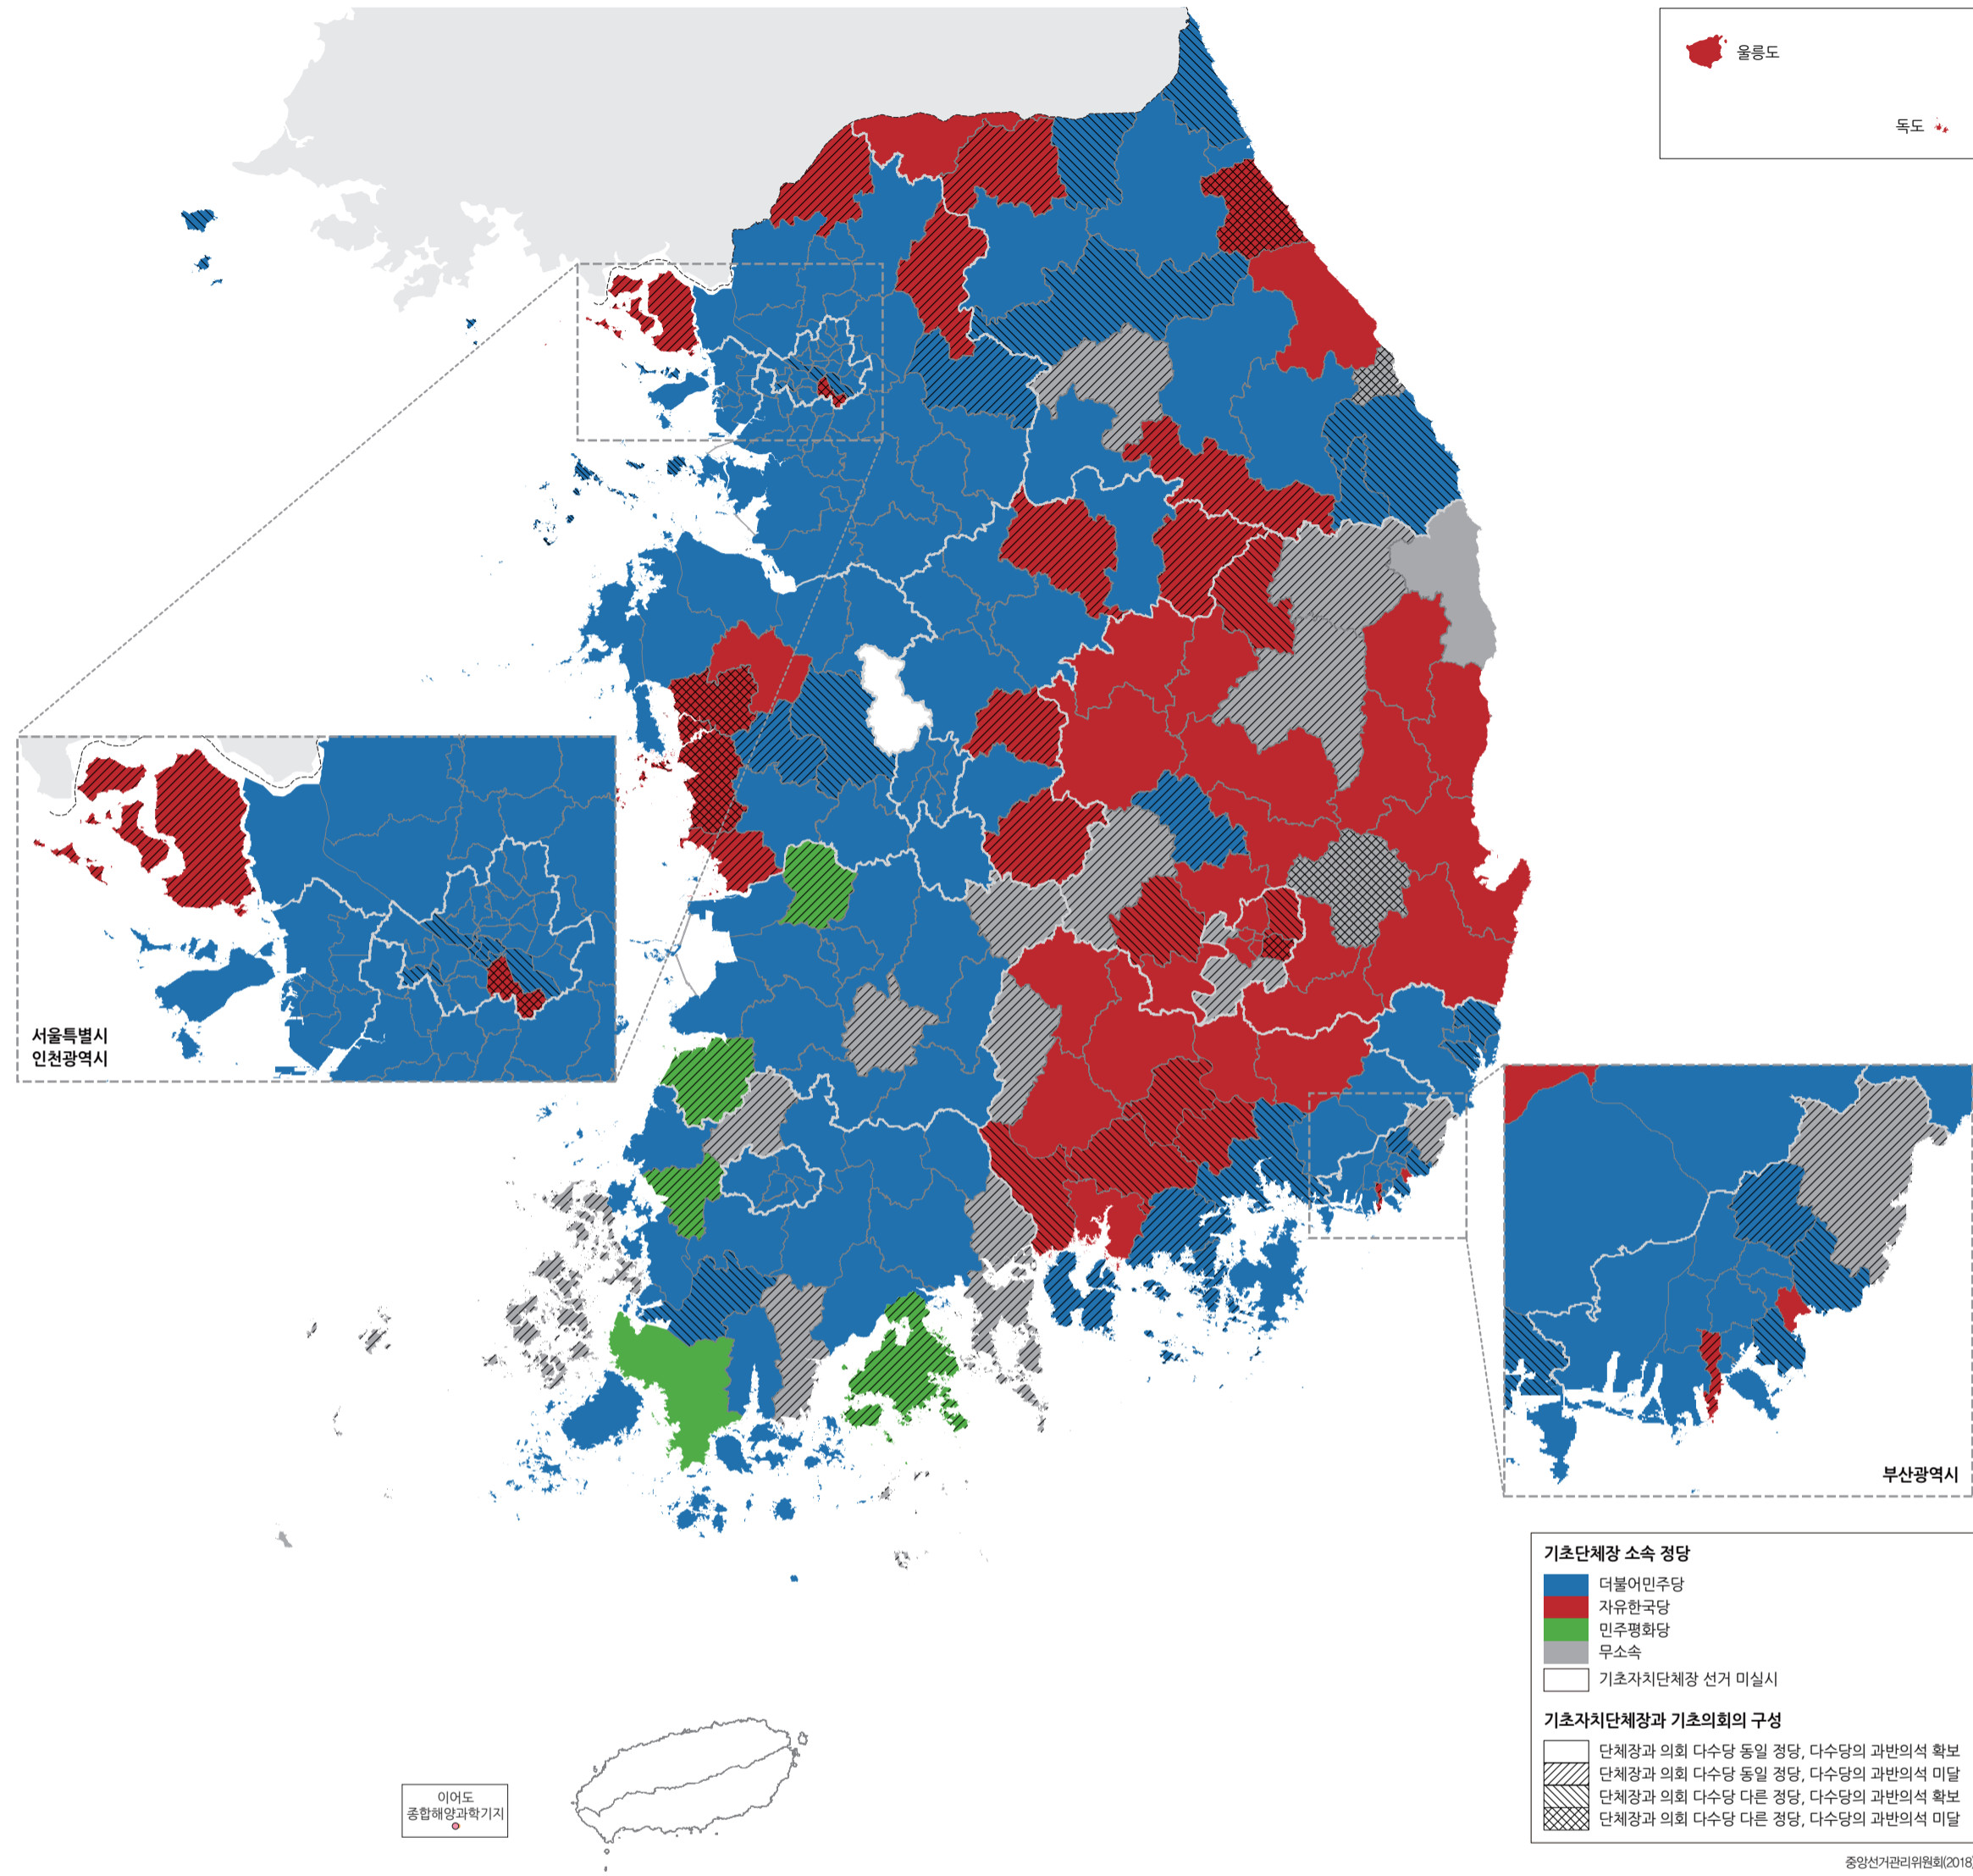 울릉도
독도
서울특별시
인천광역시
부산광역시
기초단체장 소속 정당
더불어민주당
자유한국당
민주평화당
무소속
기초자치단체장 선거 미실시
기초자치단체장과 기초의회의 구성
단체장과 의회 다수당 동일 정당, 다수당의 과반의석 확보
단체장과 의회 다수당 동일 정당, 다수당의 과반의석 미달
단체장과 의회 다수당 다른 정당, 다수당의 과반의석 확보
단체장과 의회 다수당 다른 정당, 다수당의 과반의석 미달
이어도
종합해양과학기지
중앙선거관리위원회(2018)